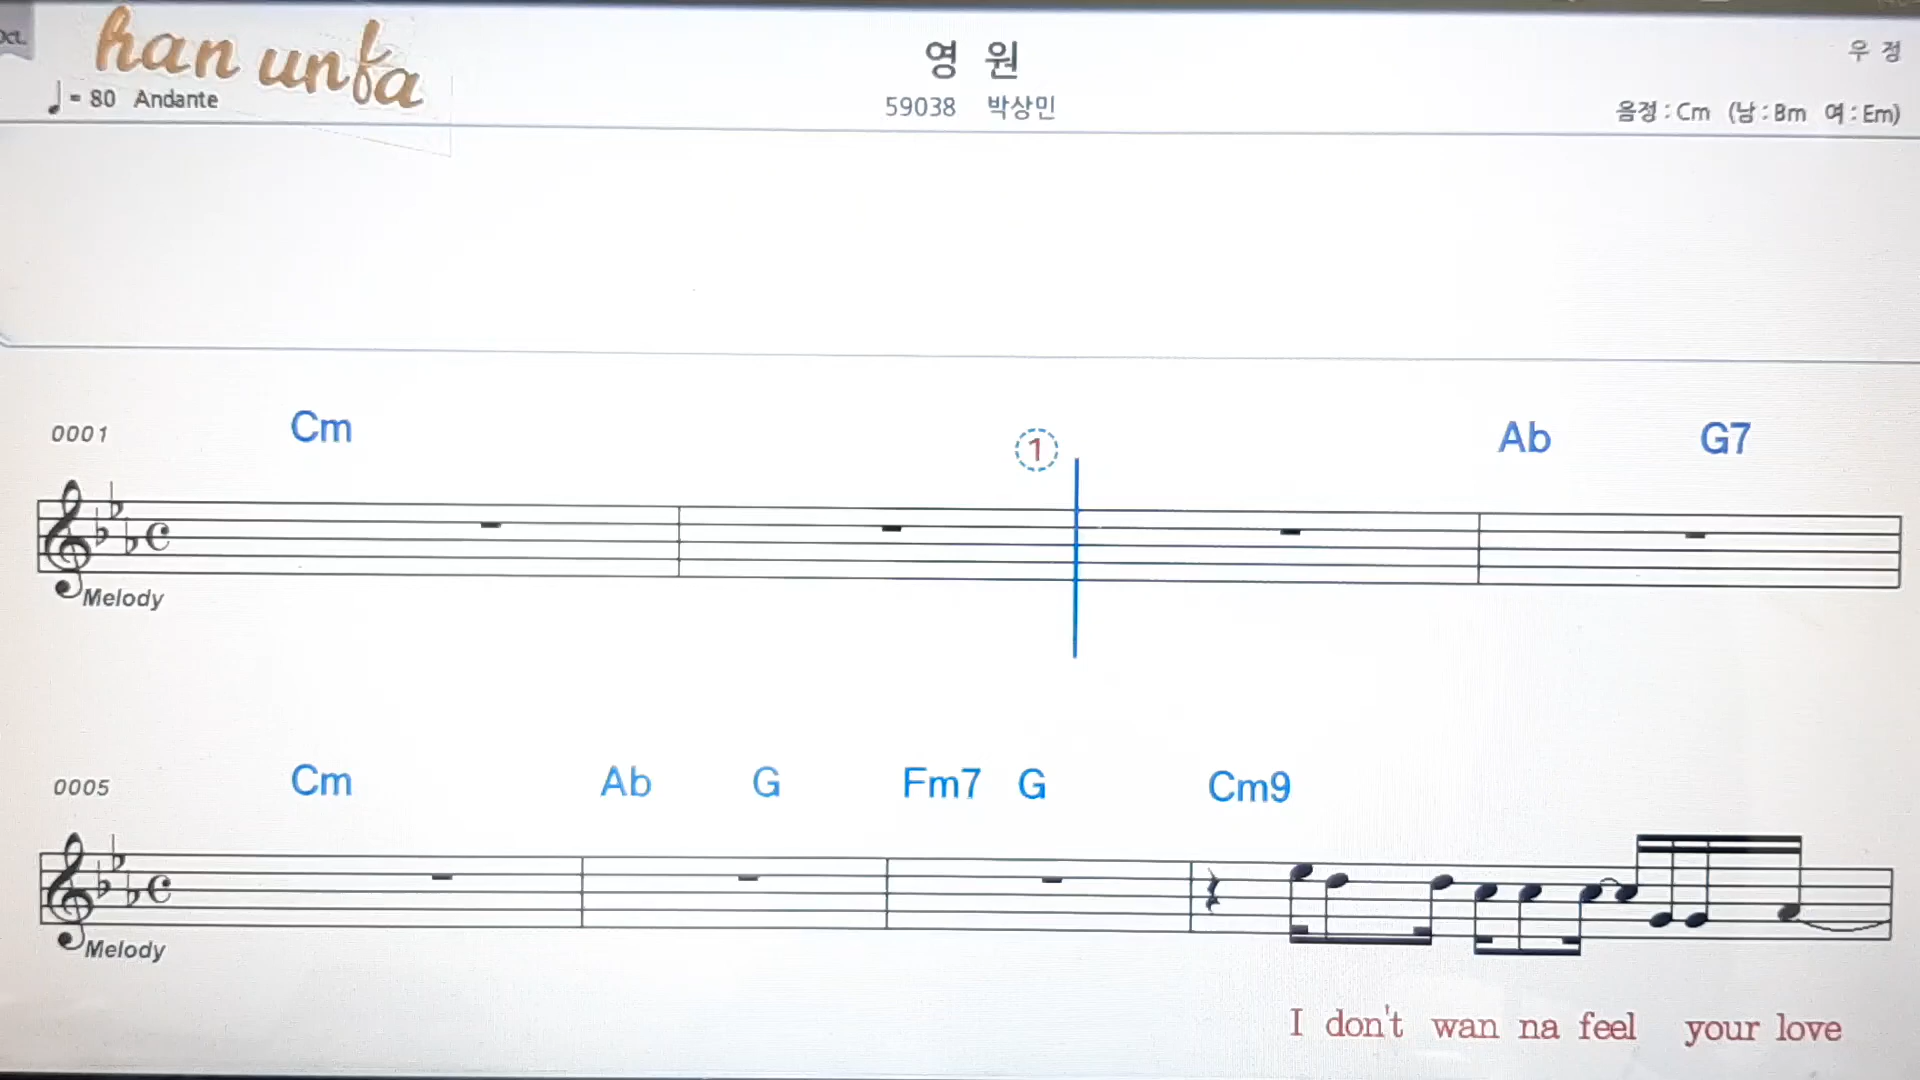 han unfa
♩ = 80 Andante
영 원
59038 박상민
우 정
음정 : Cm (남 : Bm 여 : Em)
0001 Cm 1 Ab G7
Melody
0005 Cm Ab G Fm7 G Cm9
Melody
I don't wan na feel your love